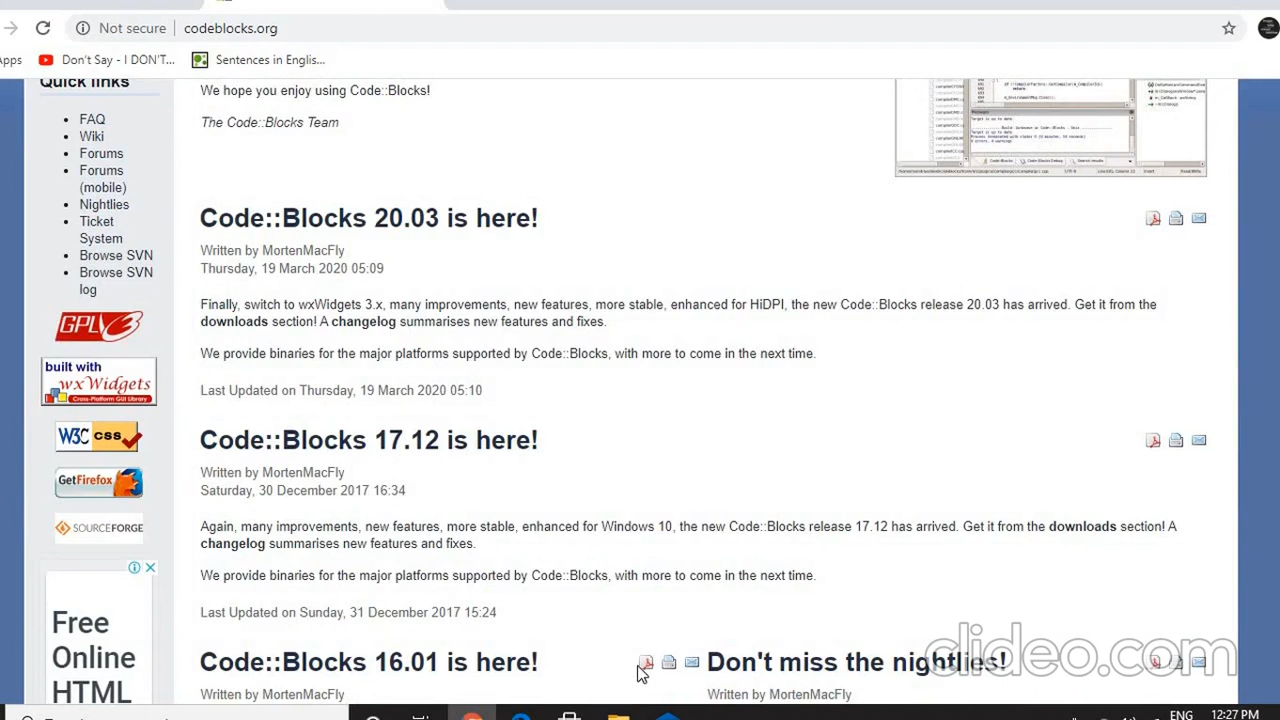 Not secure
codeblocks.org
Apps
Don't Say - I DON'T...
Sentences in Englis...
Quick links
FAQ
Wiki
Forums
Forums
(mobile)
Nightlies
Ticket
System
Browse SVN
Browse SVN
log
GPL 3
built with
wxWidgets
Cross-Platform GUI Library
W3C css
GetFirefox
SOURCEFORGE
Free
Online
HTML
We hope you enjoy using Code::Blocks!
The Code::Blocks Team
Code::Blocks 20.03 is here!
Written by MortenMacFly
Thursday, 19 March 2020 05:09
Finally, switch to wxWidgets 3.x, many improvements, new features, more stable, enhanced for HiDPI, the new Code::Blocks release 20.03 has arrived. Get it from the
downloads section! A changelog summarises new features and fixes.
We provide binaries for the major platforms supported by Code::Blocks, with more to come in the next time.
Last Updated on Thursday, 19 March 2020 05:10
Code::Blocks 17.12 is here!
Written by MortenMacFly
Saturday, 30 December 2017 16:34
Again, many improvements, new features, more stable, enhanced for Windows 10, the new Code::Blocks release 17.12 has arrived. Get it from the downloads section! A
changelog summarises new features and fixes.
We provide binaries for the major platforms supported by Code::Blocks, with more to come in the next time.
Last Updated on Sunday, 31 December 2017 15:24
Code::Blocks 16.01 is here!
Written by MortenMacFly
Don't miss the nightlies!
Written by MortenMacFly
clideo.com
ENG
12:27 PM